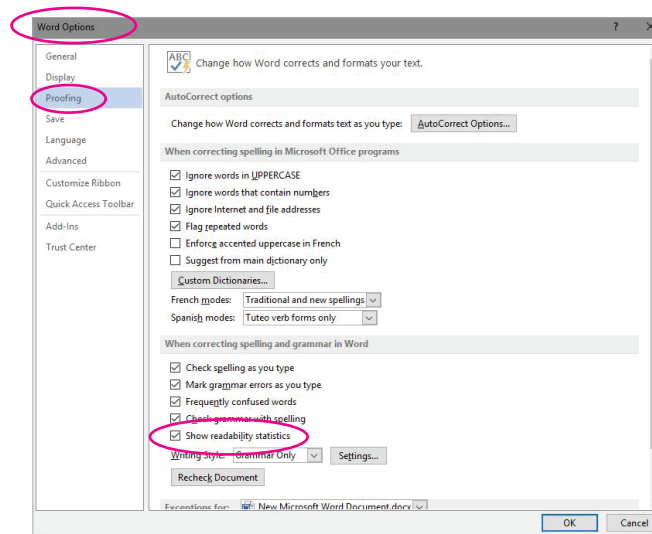 Word Options ?
General
Display
Proofing
Save
Language
Advanced
Customize Ribbon
Quick Access Toolbar
Add-Ins
Trust Center
ABC Change how Word corrects and formats your text.
AutoCorrect options
Change how Word corrects and formats text as you type: AutoCorrect Options...
When correcting spelling in Microsoft Office programs
Ignore words in UPPERCASE
Ignore words that contain numbers
Ignore Internet and file addresses
Flag repeated words
Enforce accented uppercase in French
Suggest from main dictionary only
Custom Dictionaries...
French modes: Traditional and new spellings
Spanish modes: Tuteo verb forms only
When correcting spelling and grammar in Word
Check spelling as you type
Mark grammar errors as you type
Frequently confused words
Check grammar with spelling
Show readability statistics
Writing Style: Grammar Only Settings...
Recheck Document
Exceptions for: New Microsoft Word Document.docx
OK Cancel